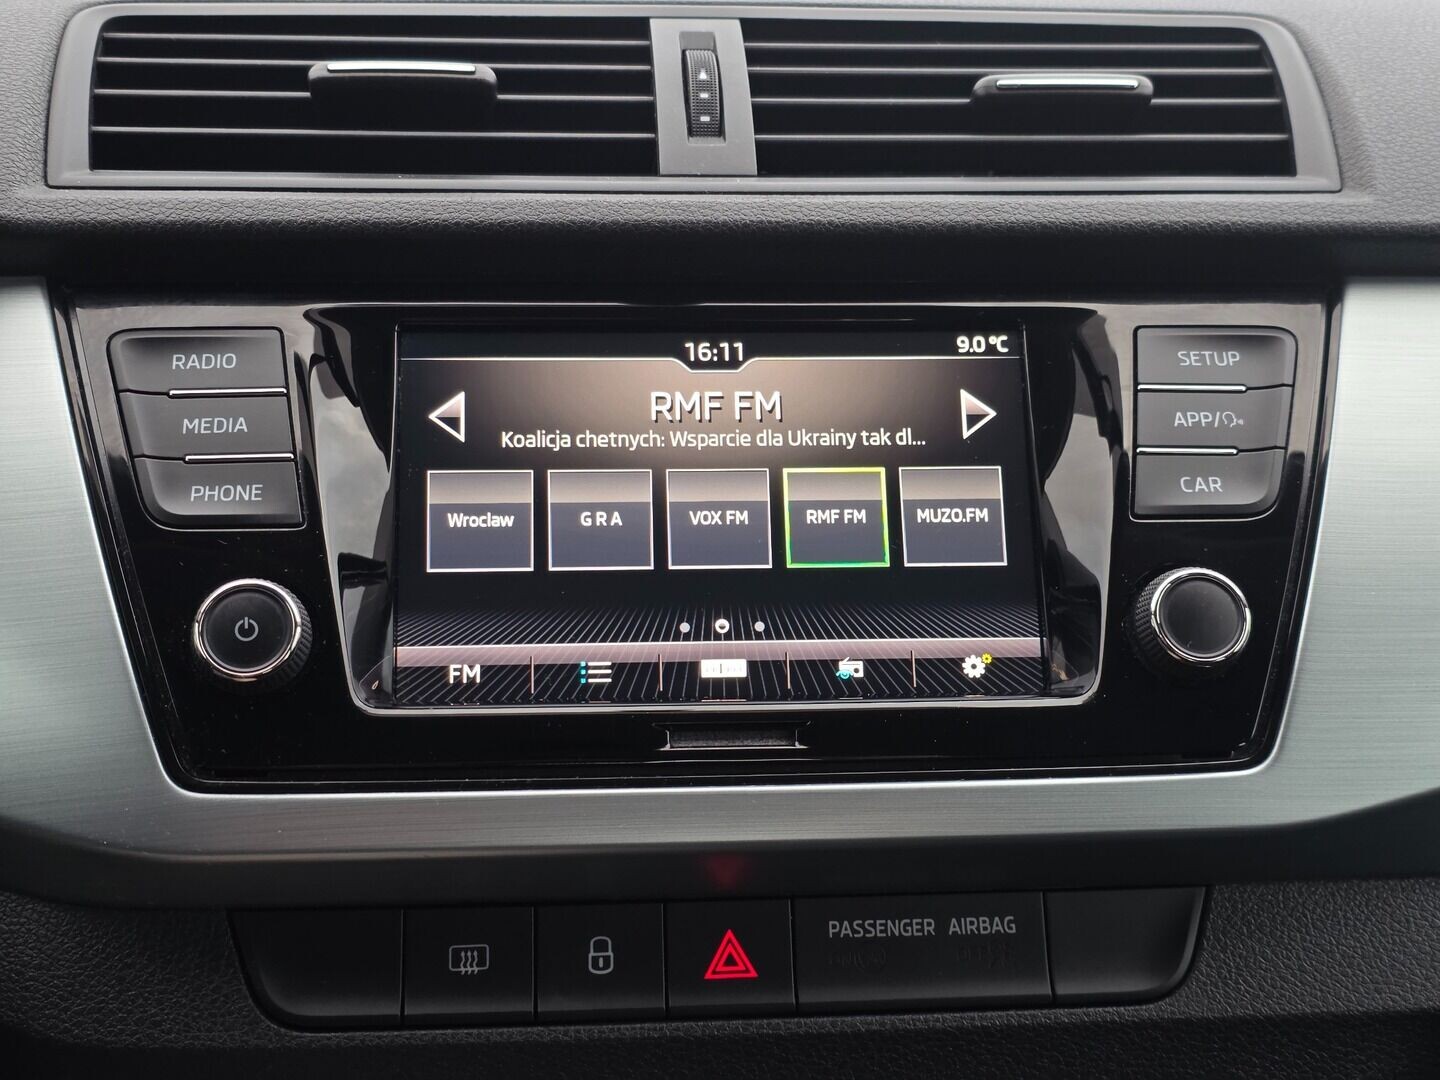 16:11
9.0 °C
RMF FM
Koalicja chetnych: Wsparcie dla Ukrainy tak dl...
Wroclaw
G R A
VOX FM
RMF FM
MUZO.FM
FM
RADIO
MEDIA
PHONE
SETUP
APP/
CAR
PASSENGER AIRBAG